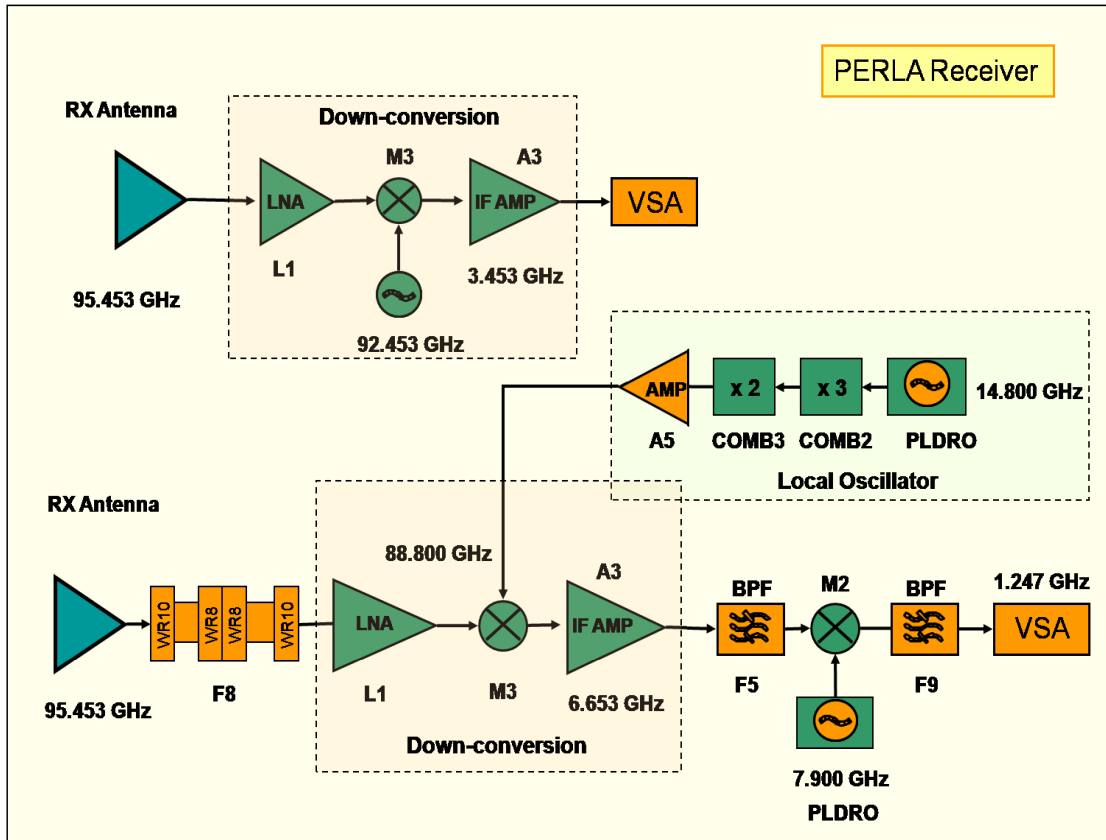 PERLA Receiver
RX Antenna
Down-conversion
M3
A3
LNA
IF AMP
VSA
L1
3.453 GHz
95.453 GHz
92.453 GHz
AMP
x 2
x 3
14.800 GHz
A5
COMB3
COMB2
PLDRO
Local Oscillator
RX Antenna
88.800 GHz
A3
BPF
M2
BPF
1.247 GHz
WR10
WR8
WR8
WR10
LNA
IF AMP
VSA
F8
L1
M3
F5
F9
95.453 GHz
6.653 GHz
Down-conversion
7.900 GHz
PLDRO